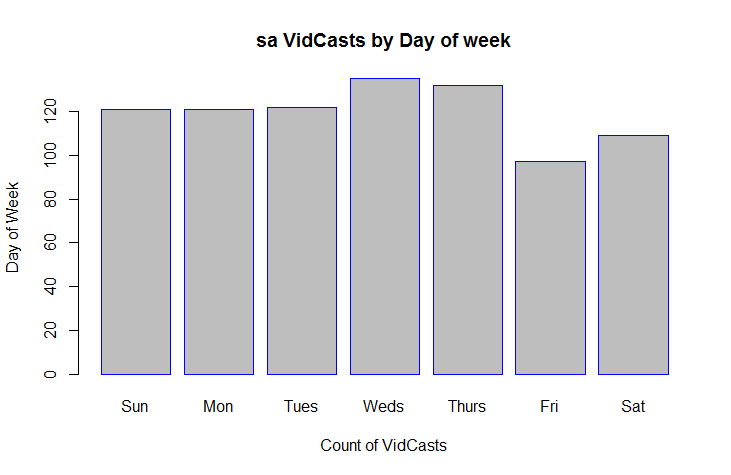 sa VidCasts by Day of week
Day of Week
120
100
80
60
40
20
0
Sun Mon Tues Weds Thurs Fri Sat
Count of VidCasts